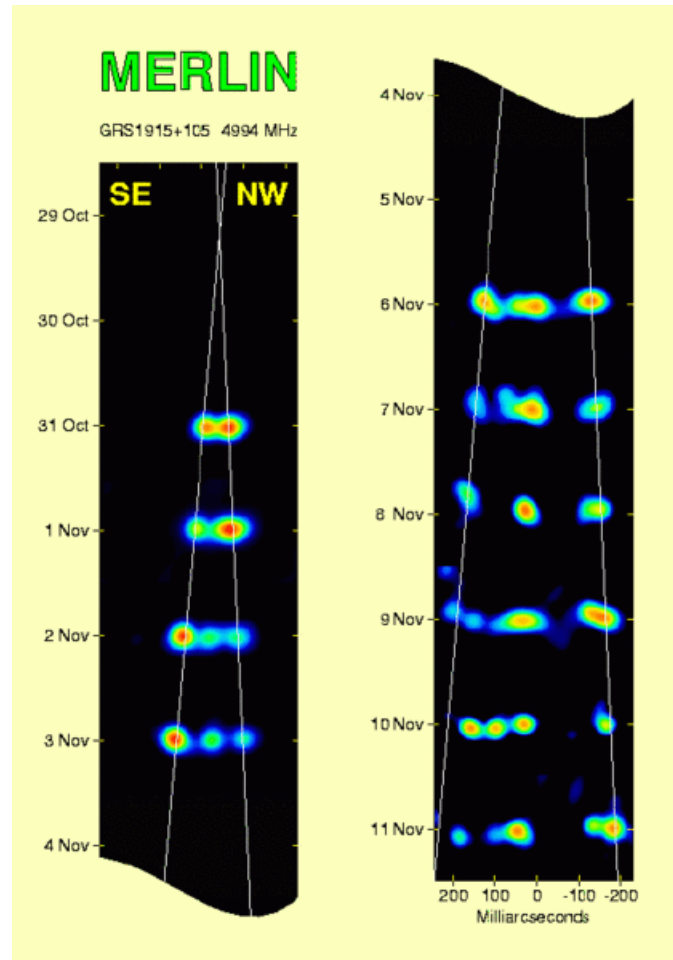 MERLIN
GRS1915+105 4994 MHz
SE NW
29 Oct
30 Oct
31 Oct
1 Nov
2 Nov
3 Nov
4 Nov
4 Nov
5 Nov
6 Nov
7 Nov
8 Nov
9 Nov
10 Nov
11 Nov
200 100 0 -100 -200
Milliarcseconds